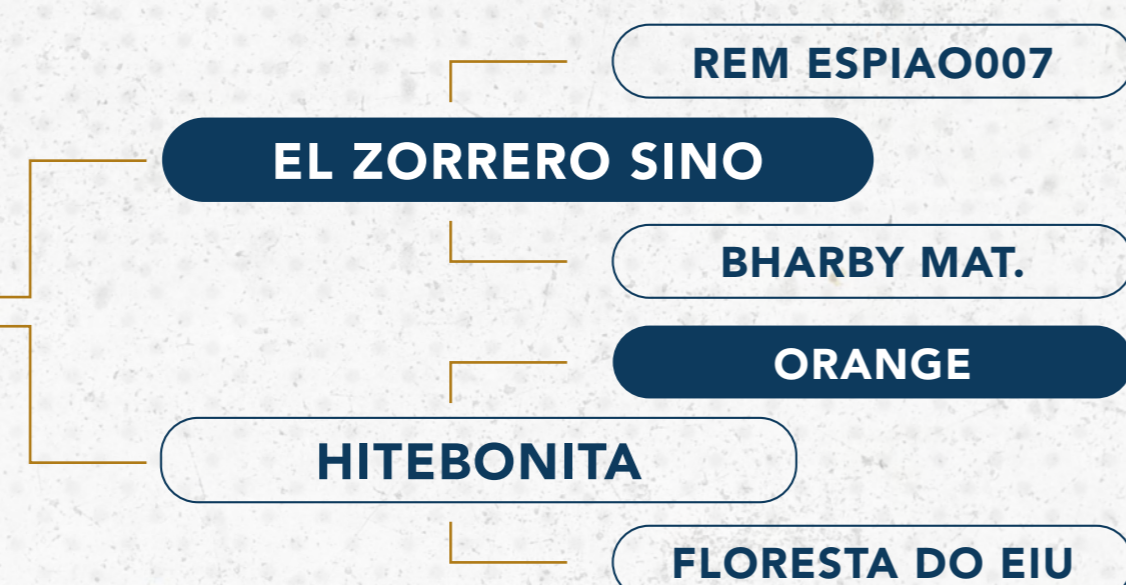 REM ESPIAO007
EL ZORRERO SINO
BHARBY MAT.
ORANGE
HITEBONITA
FLORESTA DO EIU